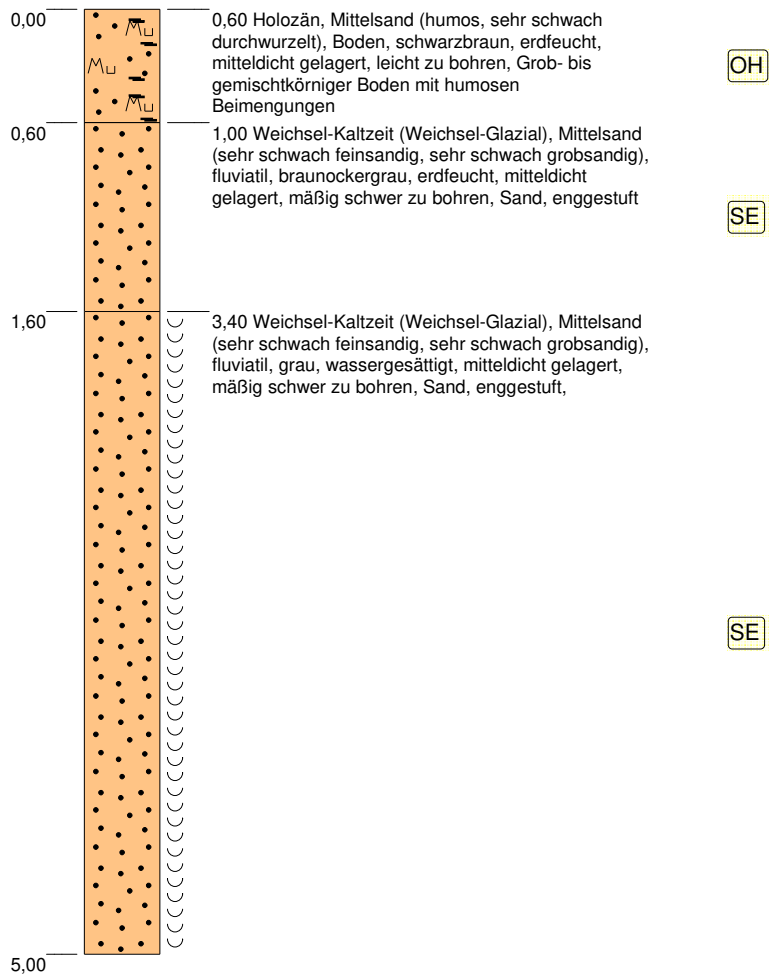 0,00
0,60 Holozän, Mittelsand (humos, sehr schwach
durchwurzelt), Boden, schwarzbraun, erdfeucht,
mitteldicht gelagert, leicht zu bohren, Grob- bis
gemischtkörniger Boden mit humosen
Beimengungen
OH
Mu
Mu
Mu
0,60
1,00 Weichsel-Kaltzeit (Weichsel-Glazial), Mittelsand
(sehr schwach feinsandig, sehr schwach grobsandig),
fluviatil, braunockergrau, erdfeucht, mitteldicht
gelagert, mäßig schwer zu bohren, Sand, enggestuft
SE
1,60
3,40 Weichsel-Kaltzeit (Weichsel-Glazial), Mittelsand
(sehr schwach feinsandig, sehr schwach grobsandig),
fluviatil, grau, wassergesättigt, mitteldicht gelagert,
mäßig schwer zu bohren, Sand, enggestuft,
SE
5,00